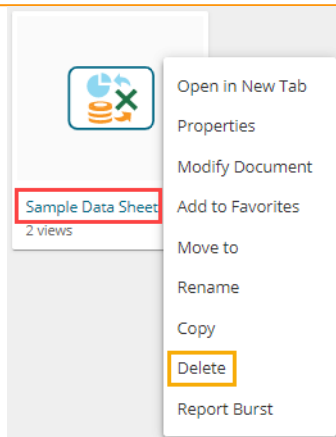 Sample Data Sheet
2 views
Open in New Tab
Properties
Modify Document
Add to Favorites
Move to
Rename
Copy
Delete
Report Burst